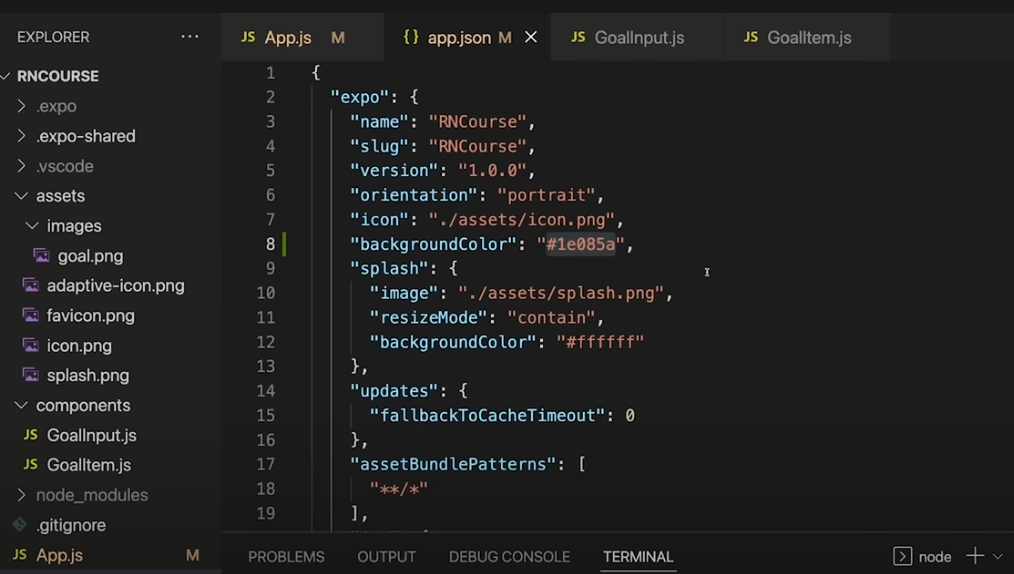 EXPLORER ...
RNCOURSE
.expo
.expo-shared
.vscode
assets
images
goal.png
adaptive-icon.png
favicon.png
icon.png
splash.png
components
JS GoalInput.js
JS GoalItem.js
node_modules
.gitignore
JS App.js M
JS App.js M
{} app.json M
JS GoalInput.js
JS GoalItem.js
1 {
2 "expo": {
3 "name": "RNCourse",
4 "slug": "RNCourse",
5 "version": "1.0.0",
6 "orientation": "portrait",
7 "icon": "./assets/icon.png",
8 "backgroundColor": "#1e085a",
9 "splash": {
10 "image": "./assets/splash.png",
11 "resizeMode": "contain",
12 "backgroundColor": "#ffffff"
13 },
14 "updates": {
15 "fallbackToCacheTimeout": 0
16 },
17 "assetBundlePatterns": [
18 "**/*"
19 ],
PROBLEMS OUTPUT DEBUG CONSOLE TERMINAL node